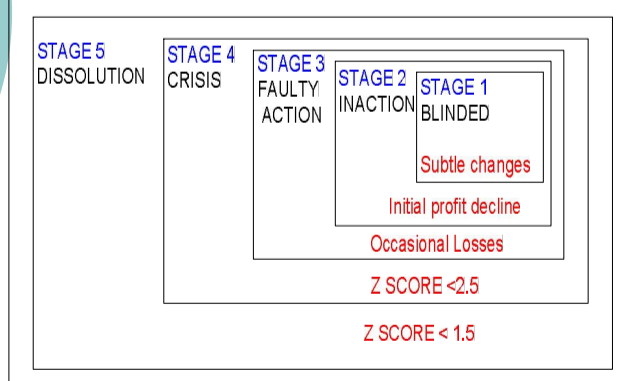 STAGE 5
DISSOLUTION
STAGE 4
CRISIS
STAGE 3
FAULTY
ACTION
STAGE 2
INACTION
STAGE 1
BLINDED
Subtle changes
Initial profit decline
Occasional Losses
Z SCORE <2.5
Z SCORE < 1.5